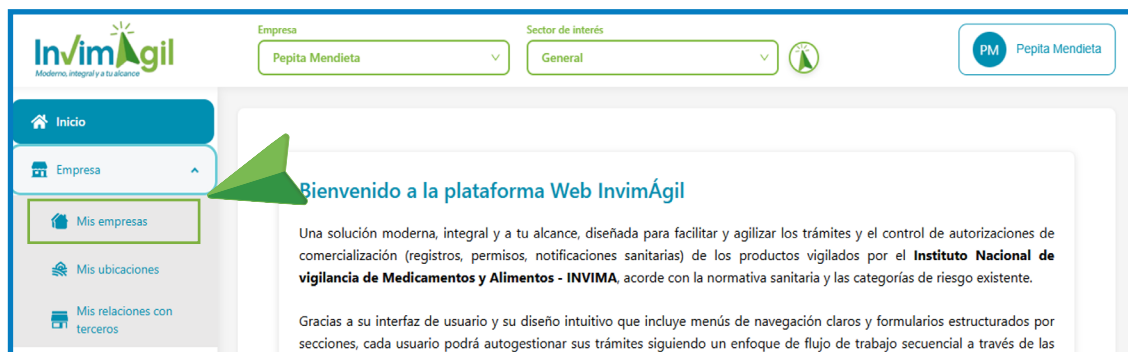 InvimÁgil
Moderno, integral y a tu alcance
Empresa
Pepita Mendieta
Sector de interés
General
PM
Pepita Mendieta
Inicio
Empresa
Mis empresas
Mis ubicaciones
Mis relaciones con
terceros
Bienvenido a la plataforma Web InvimÁgil
Una solución moderna, integral y a tu alcance, diseñada para facilitar y agilizar los trámites y el control de autorizaciones de
comercialización (registros, permisos, notificaciones sanitarias) de los productos vigilados por el Instituto Nacional de
vigilancia de Medicamentos y Alimentos - INVIMA, acorde con la normativa sanitaria y las categorías de riesgo existente.
Gracias a su interfaz de usuario y su diseño intuitivo que incluye menús de navegación claros y formularios estructurados por
secciones, cada usuario podrá autogestionar sus trámites siguiendo un enfoque de flujo de trabajo secuencial a través de las